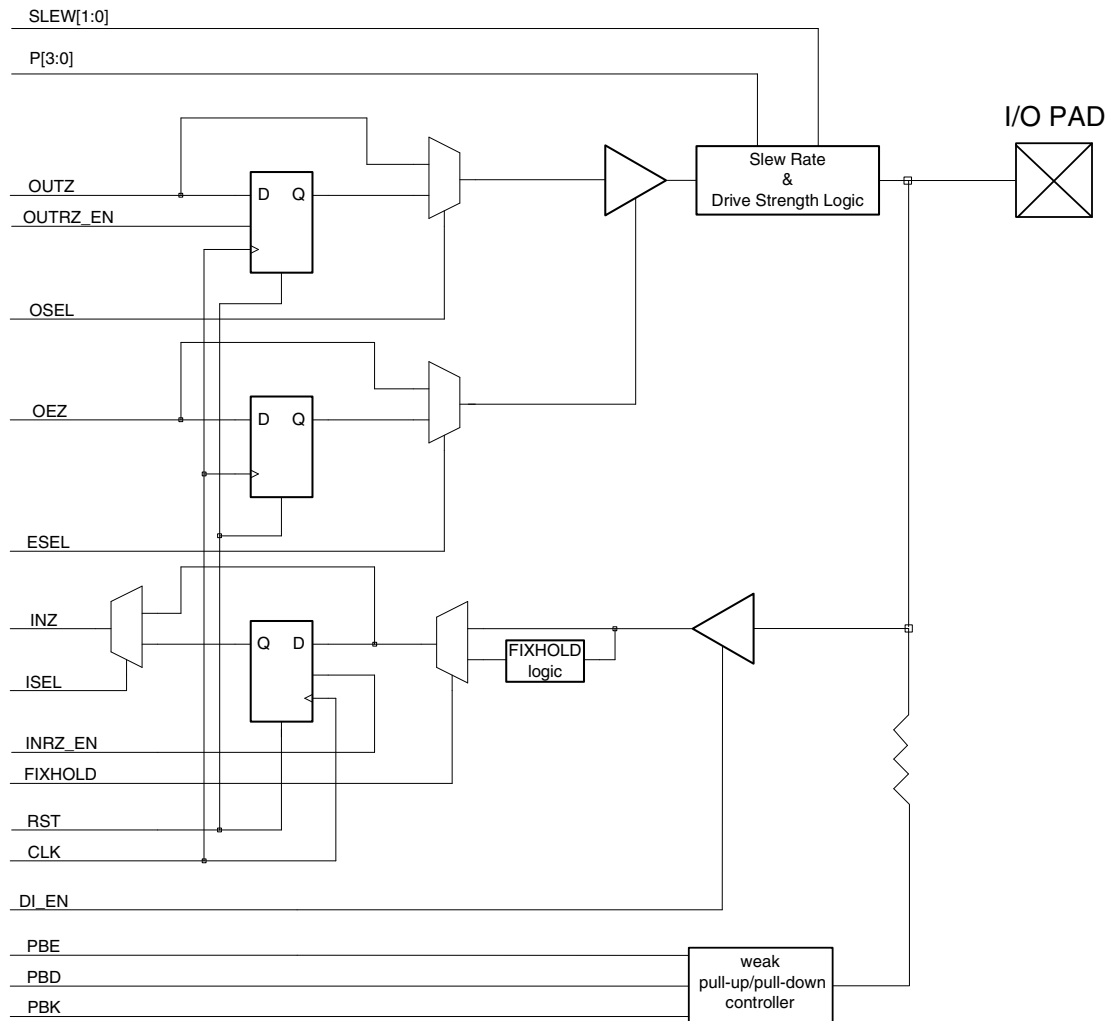 SLEW[1:0]
P[3:0]
I/O PAD
Slew Rate
&
Drive Strength Logic
OUTZ
D Q
OUTRZ_EN
OSEL
OEZ
D Q
ESEL
INZ
Q D
FIXHOLD
logic
ISEL
INRZ_EN
FIXHOLD
RST
CLK
DI_EN
PBE
PBD
PBK
weak
pull-up/pull-down
controller